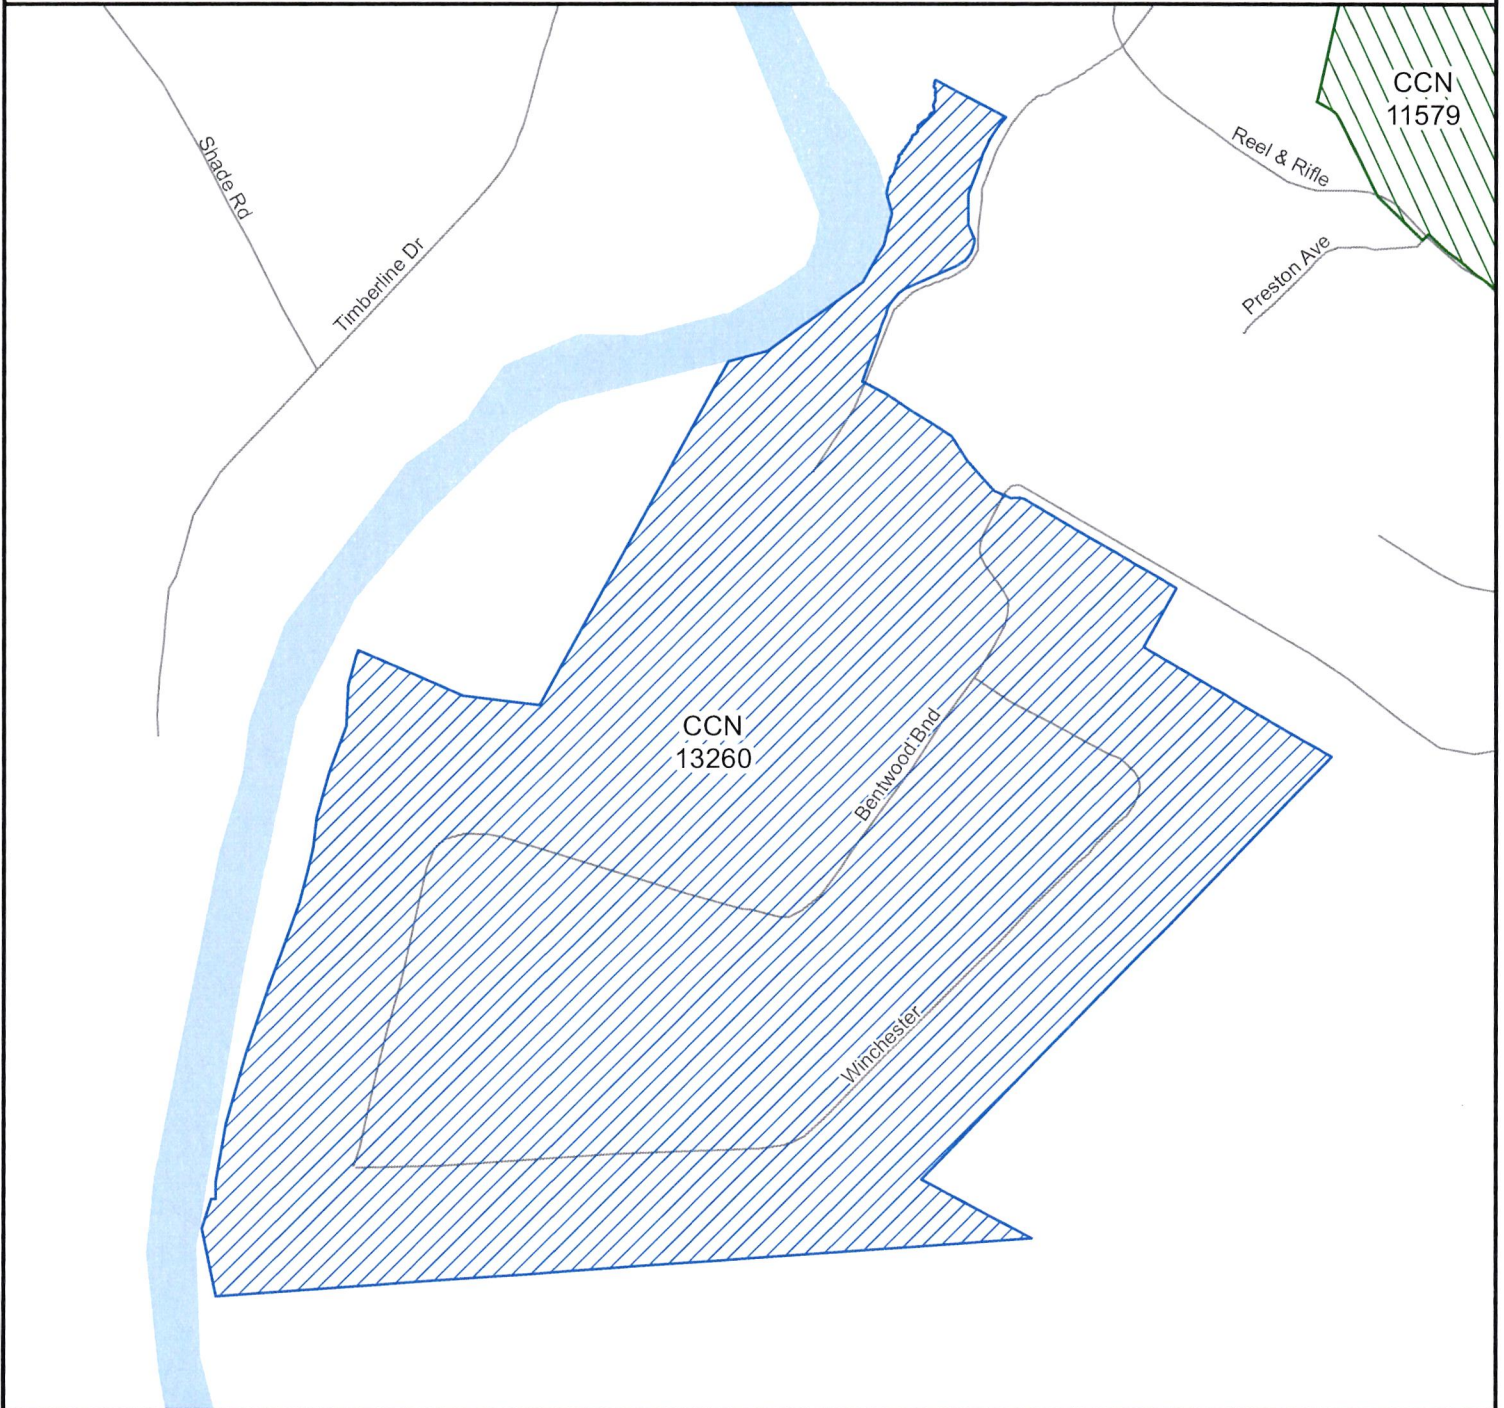 CCN
11579
Reel & Rifle
Shade Rd
Timberline Dr
Preston Ave
CCN
13260
Bentwood Bnd
Winchester